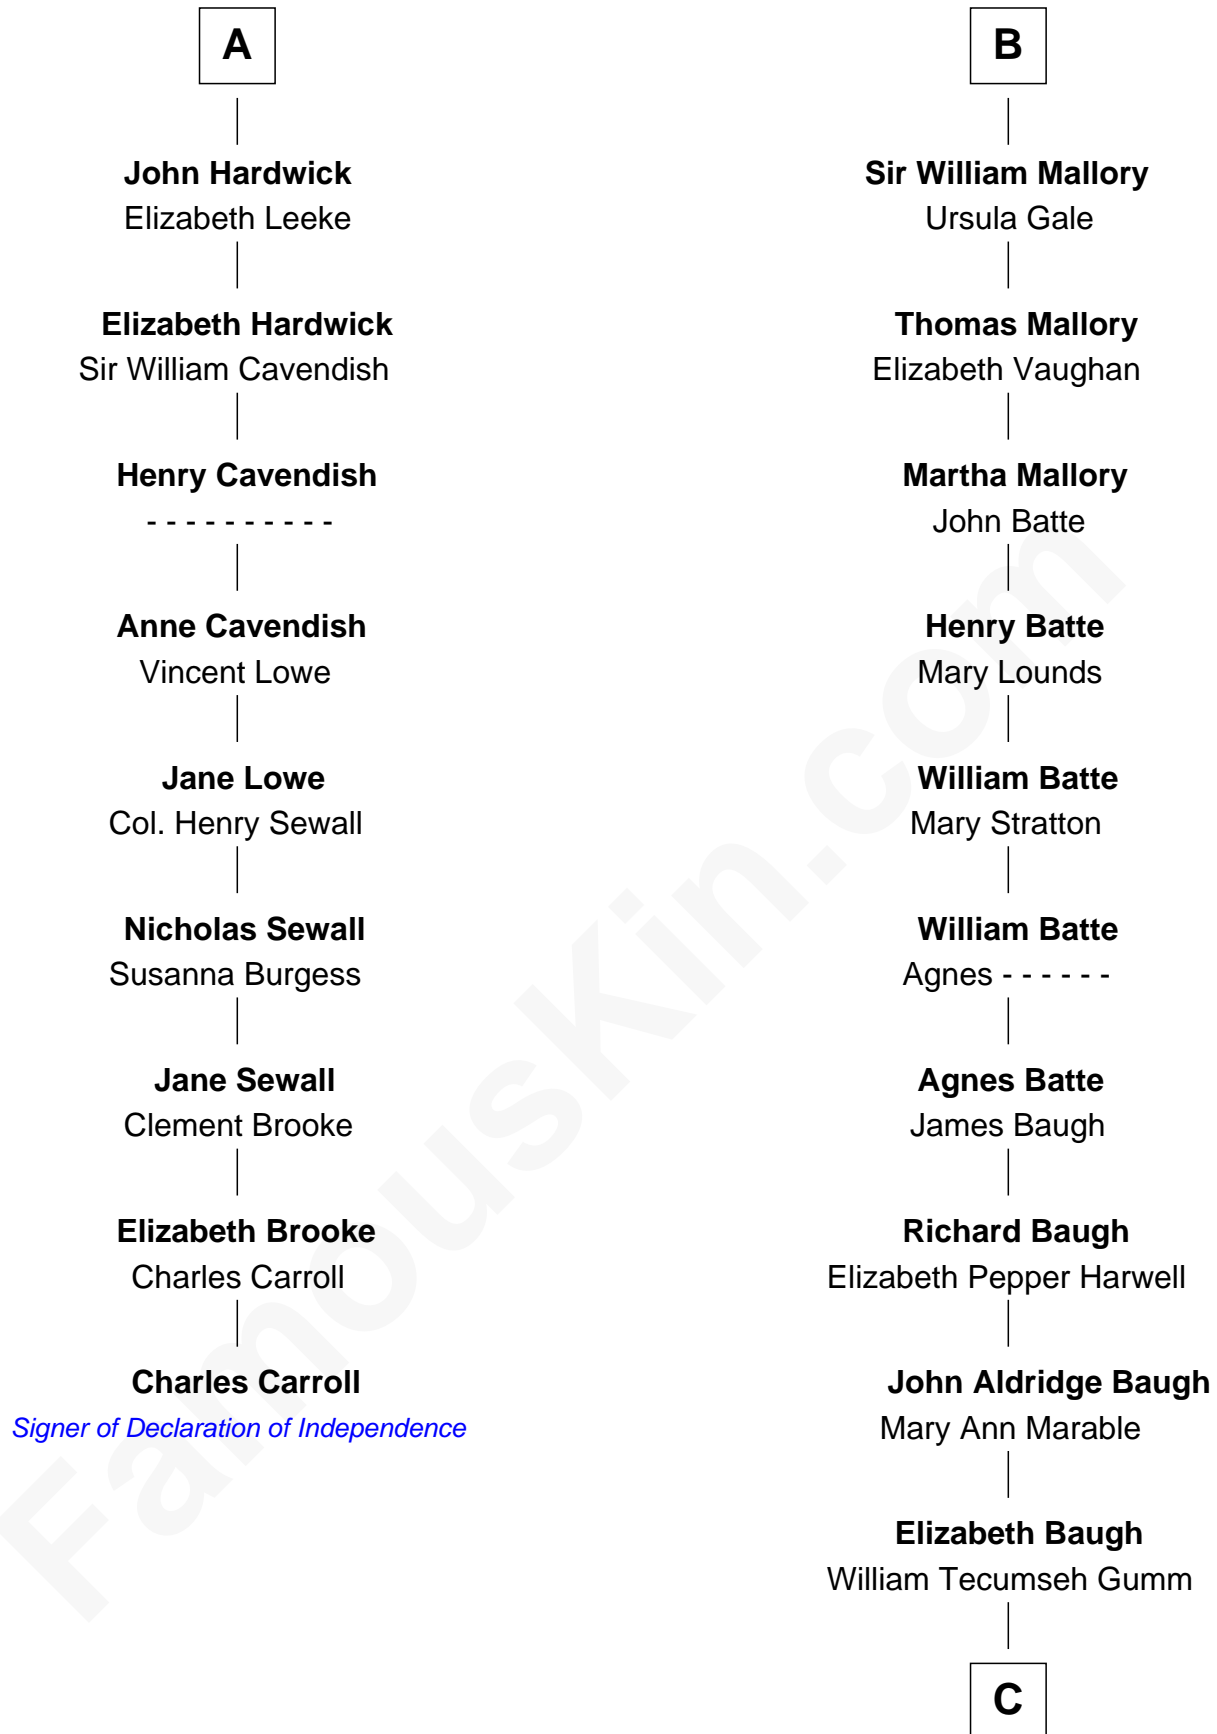 A
John Hardwick
Elizabeth Leeke
Elizabeth Hardwick
Sir William Cavendish
Henry Cavendish
- - - - - - - - - -
Anne Cavendish
Vincent Lowe
Jane Lowe
Col. Henry Sewall
Nicholas Sewall
Susanna Burgess
Jane Sewall
Clement Brooke
Elizabeth Brooke
Charles Carroll
Charles Carroll
Signer of Declaration of Independence
B
Sir William Mallory
Ursula Gale
Thomas Mallory
Elizabeth Vaughan
Martha Mallory
John Batte
Henry Batte
Mary Lounds
William Batte
Mary Stratton
William Batte
Agnes - - - - - -
Agnes Batte
James Baugh
Richard Baugh
Elizabeth Pepper Harwell
John Aldridge Baugh
Mary Ann Marable
Elizabeth Baugh
William Tecumseh Gumm
C
FamousKin.com